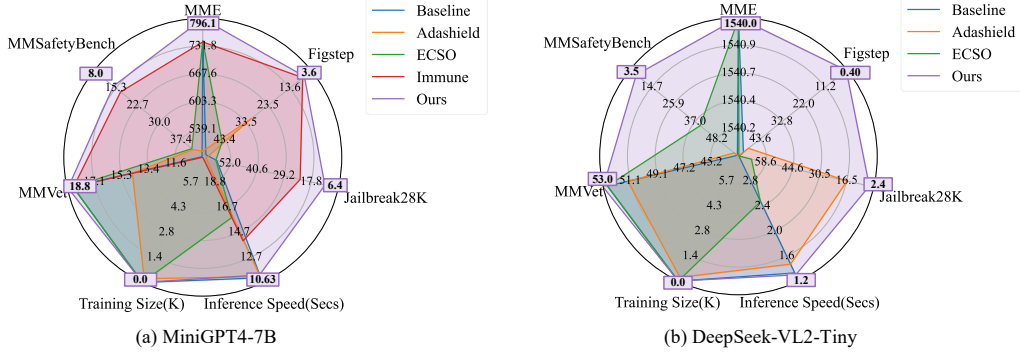 MME
796.1
731.8
667.6
603.3
539.1
Figstep
3.6
13.6
23.5
33.5
43.4
Jailbreak28K
6.4
17.8
29.2
40.6
52.0
Inference Speed(Secs)
10.63
12.7
14.7
16.7
18.8
Training Size(K)
0.0
1.4
2.8
4.3
5.7
MMVet
18.8
17.1
15.3
13.4
11.6
MMSafetyBench
8.0
15.3
22.7
30.0
37.4
Baseline
Adashield
ECSO
Immune
Ours
(a) MiniGPT4-7B
MME
1540.0
1540.9
1540.7
1540.4
1540.2
Figstep
0.40
11.2
22.0
32.8
43.6
Jailbreak28K
2.4
16.5
30.5
44.6
58.6
Inference Speed(Secs)
1.2
1.6
2.0
2.4
2.8
Training Size(K)
0.0
1.4
2.8
4.3
5.7
MMVet
53.0
51.1
49.1
47.2
45.2
MMSafetyBench
3.5
14.7
25.9
37.0
48.2
Baseline
Adashield
ECSO
Ours
(b) DeepSeek-VL2-Tiny